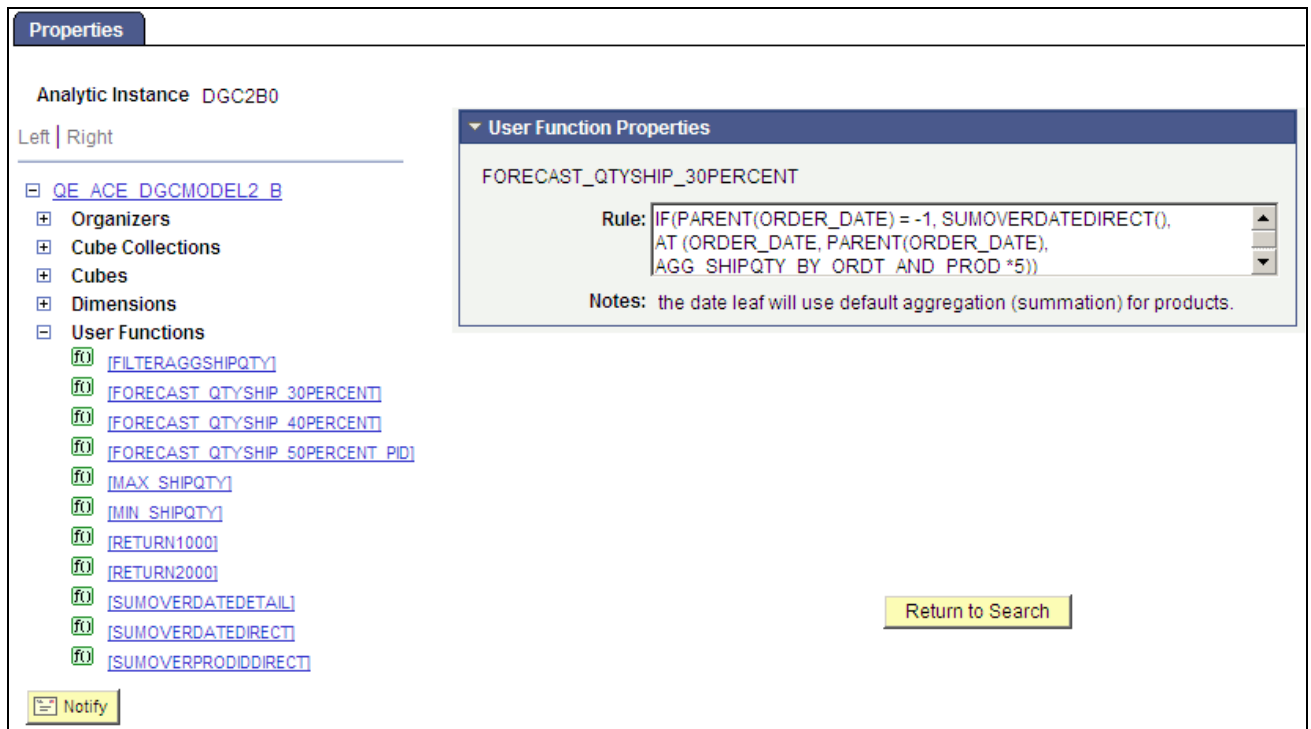 Properties
Analytic Instance DGC2B0
Left | Right
QE_ACE_DGCMODEL2_B
Organizers
Cube Collections
Cubes
Dimensions
User Functions
f() [FILTERAGGSHIPQTY]
f() [FORECAST_QTYSHIP_30PERCENT]
f() [FORECAST_QTYSHIP_40PERCENT]
f() [FORECAST_QTYSHIP_50PERCENT_PID]
f() [MAX_SHIPQTY]
f() [MIN_SHIPQTY]
f() [RETURN1000]
f() [RETURN2000]
f() [SUMOVERDATEDETAIL]
f() [SUMOVERDATEDIRECT]
f() [SUMOVERPRODIDDIRECT]
Notify
User Function Properties
FORECAST_QTYSHIP_30PERCENT
Rule: IF(PARENT(ORDER_DATE) = -1, SUMOVERDATEDIRECT(),
AT (ORDER_DATE, PARENT(ORDER_DATE),
AGG_SHIPQTY_BY_ORDT_AND_PROD *5))
Notes: the date leaf will use default aggregation (summation) for products.
Return to Search